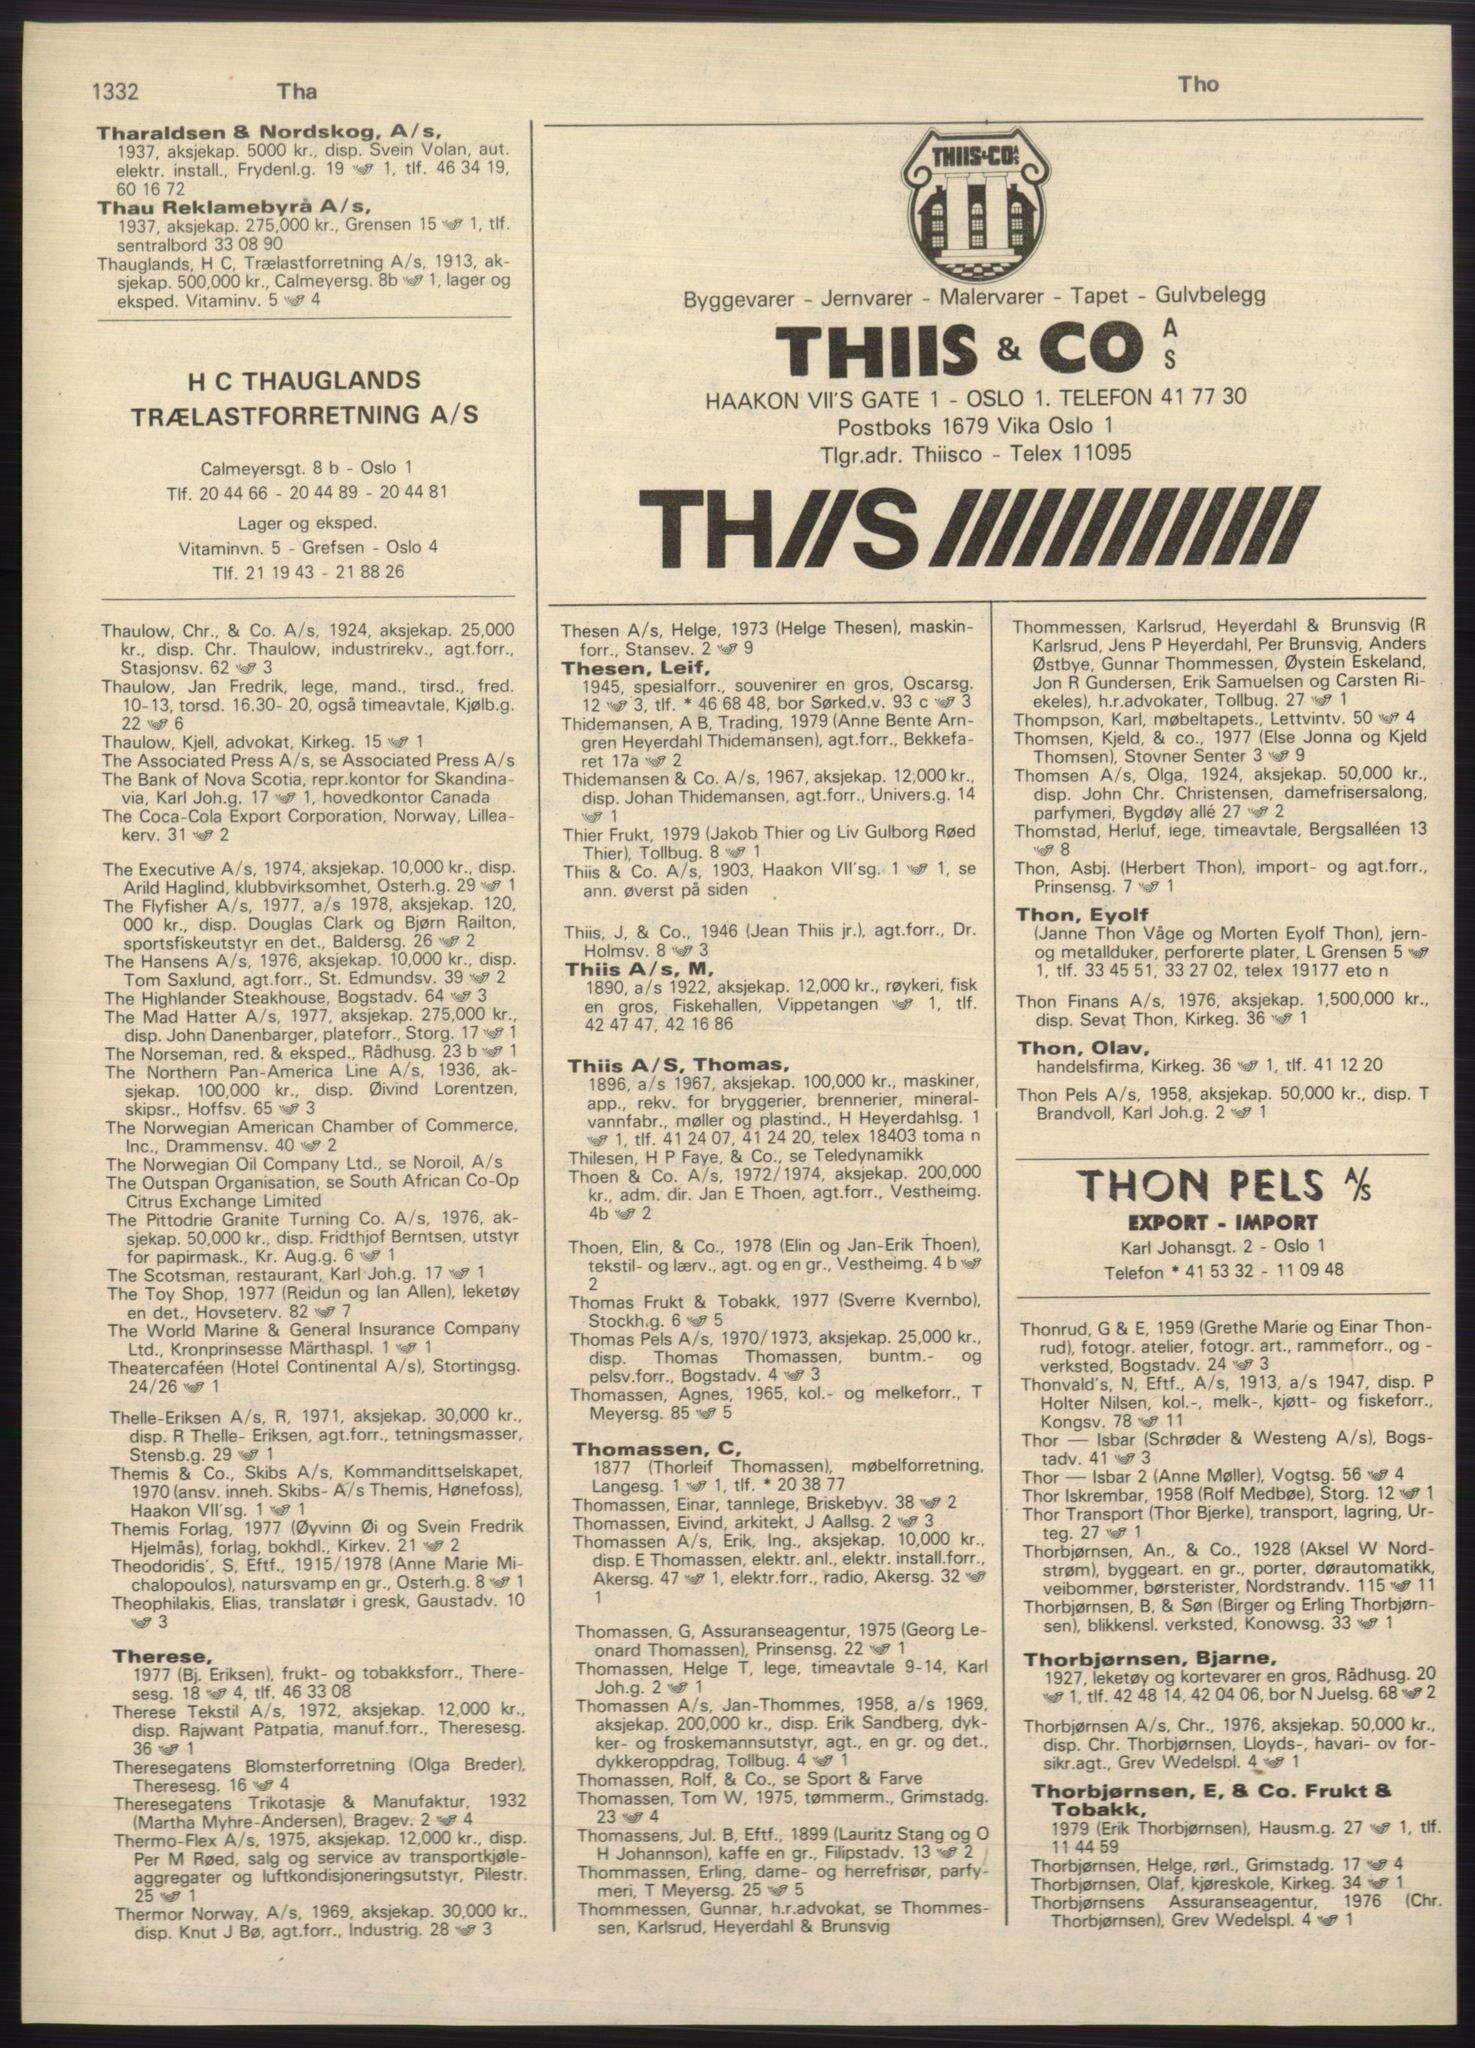 1332 Tha
Tho
Tharaldsen & Nordskog, A/s,
1937, aksjekap. 5000 kr., disp. Svein Volan, aut.
elektr. install., Frydenl.g. 19 1, tlf. 46 34 19,
60 16 72
Thau Reklamebyrå A/s,
1937, aksjekap. 275,000 kr., Grensen 15 1, tlf.
sentralbord 33 08 90
Thauglands, H C, Trælastforretning A/s, 1913, ak-
sjekap. 500,000 kr., Calmeyersg. 8b 1, lager og
eksped. Vitaminv. 5 4
H C THAUGLANDS
TRÆLASTFORRETNING A/S
Calmeyersgt. 8 b - Oslo 1
Tlf. 20 44 66 - 20 44 89 - 20 44 81
Lager og eksped.
Vitaminvn. 5 - Grefsen - Oslo 4
Tlf. 21 19 43 - 21 88 26
THIIS & CO A/S
Byggevarer - Jernvarer - Malervarer - Tapet - Gulvbelegg
THIIS & CO A/S
HAAKON VII'S GATE 1 - OSLO 1. TELEFON 41 77 30
Postboks 1679 Vika Oslo 1
Tlgr.adr. Thiisco - Telex 11095
THIIS
Thaulow, Chr., & Co. A/s, 1924, aksjekap. 25,000
kr., disp. Chr. Thaulow, industrirekv., agt.forr.,
Stasjonsv. 62 3
Thaulow, Jan Fredrik, lege, mand., tirsd., fred.
10-13, torsd. 16.30- 20, også timeavtale, Kjølb.g.
22 6
Thaulow, Kjell, advokat, Kirkeg. 15 1
The Associated Press A/s, se Associated Press A/s
The Bank of Nova Scotia, repr.kontor for Skandina-
via, Karl Joh.g. 17 1, hovedkontor Canada
The Coca-Cola Export Corporation, Norway, Lillea-
kerv. 31 2
The Executive A/s, 1974, aksjekap. 10,000 kr., disp.
Arild Haglind, klubbvirksomhet, Osterh.g. 29 1
The Flyfisher A/s, 1977, a/s 1978, aksjekap. 120,
000 kr., disp. Douglas Clark og Bjørn Railton,
sportsfiskeutstyr en det., Baldersg. 26 2
The Hansens A/s, 1976, aksjekap. 10,000 kr., disp.
Tom Saxlund, agt.forr., St. Edmundsv. 39 2
The Highlander Steakhouse, Bogstadv. 64 3
The Mad Hatter A/s, 1977, aksjekap. 275,000 kr.,
disp. John Danenbarger, plateforr., Storg. 17 1
The Norseman, red. & eksped., Rådhusg. 23 b 1
The Northern Pan-America Line A/s, 1936, ak-
sjekap. 100,000 kr., disp. Øivind Lorentzen,
skipsr., Hoffsv. 65 3
The Norwegian American Chamber of Commerce,
Inc., Drammensv. 40 2
The Norwegian Oil Company Ltd., se Noroil, A/s
The Outspan Organisation, se South African Co-Op
Citrus Exchange Limited
The Pittodrie Granite Turning Co. A/s, 1976, ak-
sjekap. 50,000 kr., disp. Fridthjof Berntsen, utstyr
for papirmask., Kr. Aug.g. 6 1
The Scotsman, restaurant, Karl Joh.g. 17 1
The Toy Shop, 1977 (Reidun og Ian Allen), leketøy
en det., Hovseterv. 82 7
The World Marine & General Insurance Company
Ltd., Kronprinsesse Märthaspl. 1 1
Theatercaféen (Hotel Continental A/s), Stortingsg.
24/26 1
Thelle-Eriksen A/s, R, 1971, aksjekap. 30,000 kr.,
disp. R Thelle- Eriksen, agt.forr., tetningsmasser,
Stensb.g. 29 1
Themis & Co., Skibs A/s, Kommandittselskapet,
1970 (ansv. inneh. Skibs- A/s Themis, Hønefoss),
Haakon VII'sg. 1 1
Themis Forlag, 1977 (Øyvinn Øi og Svein Fredrik
Hjelmås), forlag, bokhdl., Kirkev. 21 2
Theodoridis', S, Eftf., 1915/1978 (Anne Marie Mi-
chalopoulos), natursvamp en gr., Osterh.g. 8 1
Theophilakis, Elias, translatør i gresk, Gaustadv. 10
3
Therese,
1977 (Bj. Eriksen), frukt- og tobakksforr., There-
sesg. 18 4, tlf. 46 33 08
Therese Tekstil A/s, 1972, aksjekap. 12,000 kr.,
disp. Rajwant Patpatia, manuf.forr., Theresesg.
36 1
Theresegatens Blomsterforretning (Olga Breder),
Theresesg. 16 4
Theresegatens Trikotasje & Manufaktur, 1932
(Martha Myhre-Andersen), Bragev. 2 4
Thermo-Flex A/s, 1975, aksjekap. 12,000 kr., disp.
Per M Røed, salg og service av transportkjøle-
aggregater og luftkondisjoneringsutstyr, Pilestr.
25 1
Thermor Norway, A/s, 1969, aksjekap. 30,000 kr.,
disp. Knut J Bø, agt.forr., Industrig. 28 3
Thesen A/s, Helge, 1973 (Helge Thesen), maskin-
forr., Stansev. 2 9
Thesen, Leif,
1945, spesialforr., souvenirer en gros, Oscarsg.
12 3, tlf. * 46 68 48, bor Sørked.v. 93 c 3
Thidemansen, A B, Trading, 1979 (Anne Bente Arn-
gren Heyerdahl Thidemansen), agt.forr., Bekkefa-
ret 17a 2
Thidemansen & Co. A/s, 1967, aksjekap. 12,000 kr.,
disp. Johan Thidemansen, agt.forr., Univers.g. 14
1
Thier Frukt, 1979 (Jakob Thier og Liv Gulborg Røed
Thier), Tollbug. 8 1
Thiis & Co. A/s, 1903, Haakon VII'sg. 1 1, se
ann. øverst på siden
Thiis, J, & Co., 1946 (Jean Thiis jr.), agt.forr., Dr.
Holmsv. 8 3
Thiis A/s, M,
1890, a/s 1922, aksjekap. 12,000 kr., røykeri, fisk
en gros, Fiskehallen, Vippetangen 1, tlf.
42 47 47, 42 16 86
Thiis A/S, Thomas,
1896, a/s 1967, aksjekap. 100,000 kr., maskiner,
app., rekv. for bryggerier, brennerier, mineral-
vannfabr., møller og plastind., H Heyerdahlsg. 1
1, tlf. 41 24 07, 41 24 20, telex 18403 toma n
Thilesen, H P Faye, & Co., se Teledynamikk
Thoen & Co. A/s, 1972/1974, aksjekap. 200,000
kr., adm. dir. Jan E Thoen, agt.forr., Vestheimg.
4b 2
Thoen, Elin, & Co., 1978 (Elin og Jan-Erik Thoen),
tekstil- og lærv., agt. og en gr., Vestheimg. 4 b
2
Thomas Frukt & Tobakk, 1977 (Sverre Kvernbo),
Stockh.g. 6 5
Thomas Pels A/s, 1970/1973, aksjekap. 25,000 kr.,
disp. Thomas Thomassen, buntm.- og
pelsv.forr., Bogstadv. 4 3
Thomassen, Agnes, 1965, kol.- og melkeforr., T
Meyersg. 85 5
Thomassen, C,
1877 (Thorleif Thomassen), møbelforretning,
Langesg. 1 1, tlf. * 20 38 77
Thomassen, Einar, tannlege, Briskebyv. 38 2
Thomassen, Eivind, arkitekt, J Aallsg. 2 3
Thomassen A/s, Erik, Ing., aksjekap. 10,000 kr.,
disp. E Thomassen, elektr. anl., elektr. install.forr.,
Akersg. 47 1, elektr.forr., radio, Akersg. 32
1
Thomassen, G, Assuranseagentur, 1975 (Georg Le-
onard Thomassen), Prinsensg. 22 1
Thomassen, Helge T, lege, timeavtale 9-14, Karl
Joh.g. 2 1
Thomassen A/s, Jan-Thommes, 1958, a/s 1969,
aksjekap. 200,000 kr., disp. Erik Sandberg, dyk-
ker- og froskemannsutstyr, agt., en gr. og det.,
dykkeroppdrag, Tollbug. 4 1
Thomassen, Rolf, & Co., se Sport & Farve
Thomassen, Tom W, 1975, tømmerm., Grimstadg.
23 4
Thomassens, Jul. B, Eftf., 1899 (Lauritz Stang og O
H Johannson), kaffe en gr., Filipstadv. 13 2
Thommassen, Erling, dame- og herrefrisør, parfy-
meri, T Meyersg. 25 5
Thommessen, Gunnar, h.r.advokat, se Thommes-
sen, Karlsrud, Heyerdahl & Brunsvig
Thommessen, Karlsrud, Heyerdahl & Brunsvig (R
Karlsrud, Jens P Heyerdahl, Per Brunsvig, Anders
Østbye, Gunnar Thommessen, Øystein Eskeland,
Jon R Gundersen, Erik Samuelsen og Carsten Ri-
ekeles), h.r.advokater, Tollbug. 27 1
Thompson, Karl, møbeltapets., Lettvintv. 50 4
Thomsen, Kjeld, & co., 1977 (Else Jonna og Kjeld
Thomsen), Stovner Senter 3 9
Thomsen A/s, Olga, 1924, aksjekap. 50,000 kr.,
disp. John Chr. Christensen, damefrisersalong,
parfymeri, Bygdøy allé 27 2
Thomstad, Herluf, lege, timeavtale, Bergsalléen 13
8
Thon, Asbj. (Herbert Thon), import- og agt.forr.,
Prinsensg. 7 1
Thon, Eyolf
(Janne Thon Våge og Morten Eyolf Thon), jern-
og metallduker, perforerte plater, L Grensen 5
1, tlf. 33 45 51, 33 27 02, telex 19177 eto n
Thon Finans A/s, 1976, aksjekap. 1,500,000 kr.,
disp. Sevat Thon, Kirkeg. 36 1
Thon, Olav,
handelsfirma, Kirkeg. 36 1, tlf. 41 12 20
Thon Pels A/s, 1958, aksjekap. 50,000 kr., disp. T
Brandvoll, Karl Joh.g. 2 1
THON PELS A/S
EXPORT - IMPORT
Karl Johansgt. 2 - Oslo 1
Telefon * 41 53 32 - 11 09 48
Thonrud, G & E, 1959 (Grethe Marie og Einar Thon-
rud), fotogr. atelier, fotogr. art., rammeforr., og -
verksted, Bogstadv. 24 3
Thonvald's, N, Eftf., A/s, 1913, a/s 1947, disp. P
Holter Nilsen, kol.-, melk-, kjøtt- og fiskeforr.,
Kongsv. 78 11
Thor — Isbar (Schrøder & Westeng A/s), Bogs-
tadv. 41 3
Thor — Isbar 2 (Anne Møller), Vogtsg. 56 4
Thor Iskrembar, 1958 (Rolf Medbøe), Storg. 12 1
Thor Transport (Thor Bjerke), transport, lagring, Ur-
teg. 27 1
Thorbjørnsen, An., & Co., 1928 (Aksel W Nord-
strøm), byggeart. en gr., porter, dørautomatikk,
veibommer, børsterister, Nordstrandv. 115 11
Thorbjørnsen, B, & Søn (Birger og Erling Thorbjørn-
sen), blikkensl. verksted, Konowsg. 33 1
Thorbjørnsen, Bjarne,
1927, leketøy og kortevarer en gros, Rådhusg. 20
1, tlf. 42 48 14, 42 04 06, bor N Juelsg. 68 2
Thorbjørnsen A/s, Chr., 1976, aksjekap. 50,000 kr.,
disp. Chr. Thorbjørnsen, Lloyds-, havari- ov for-
sikr.agt., Grev Wedelspl. 4 1
Thorbjørnsen, E, & Co. Frukt &
Tobakk,
1979 (Erik Thorbjørnsen), Hausm.g. 27 1, tlf.
11 44 59
Thorbjørnsen, Helge, rørl., Grimstadg. 17 4
Thorbjørnsen, Olaf, kjøreskole, Kirkeg. 34 1
Thorbjørnsens Assuranseagentur, 1976 (Chr.
Thorbjørnsen), Grev Wedelspl. 4 1